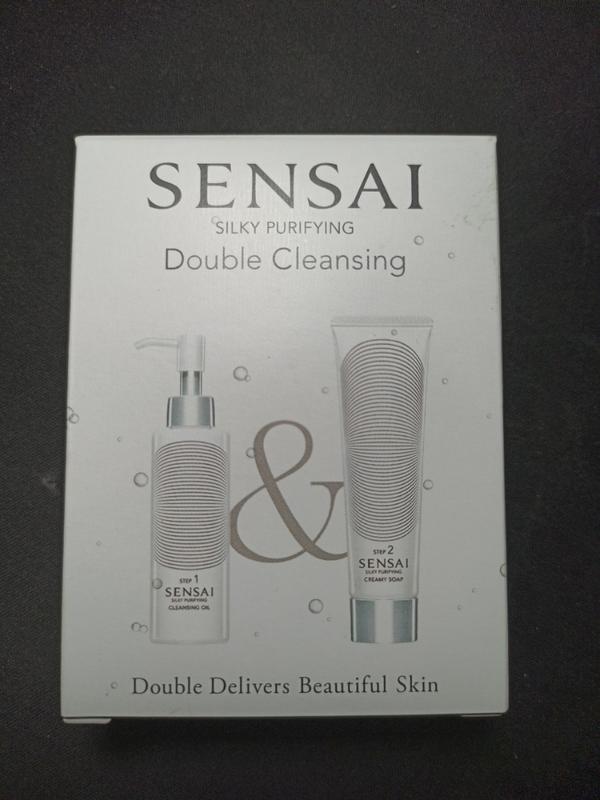 SENSAI
SILKY PURIFYING
Double Cleansing
&
STEP 1
SENSAI
SILKY PURIFYING
CLEANSING OIL
STEP 2
SENSAI
SILKY PURIFYING
CREAMY SOAP
Double Delivers Beautiful Skin